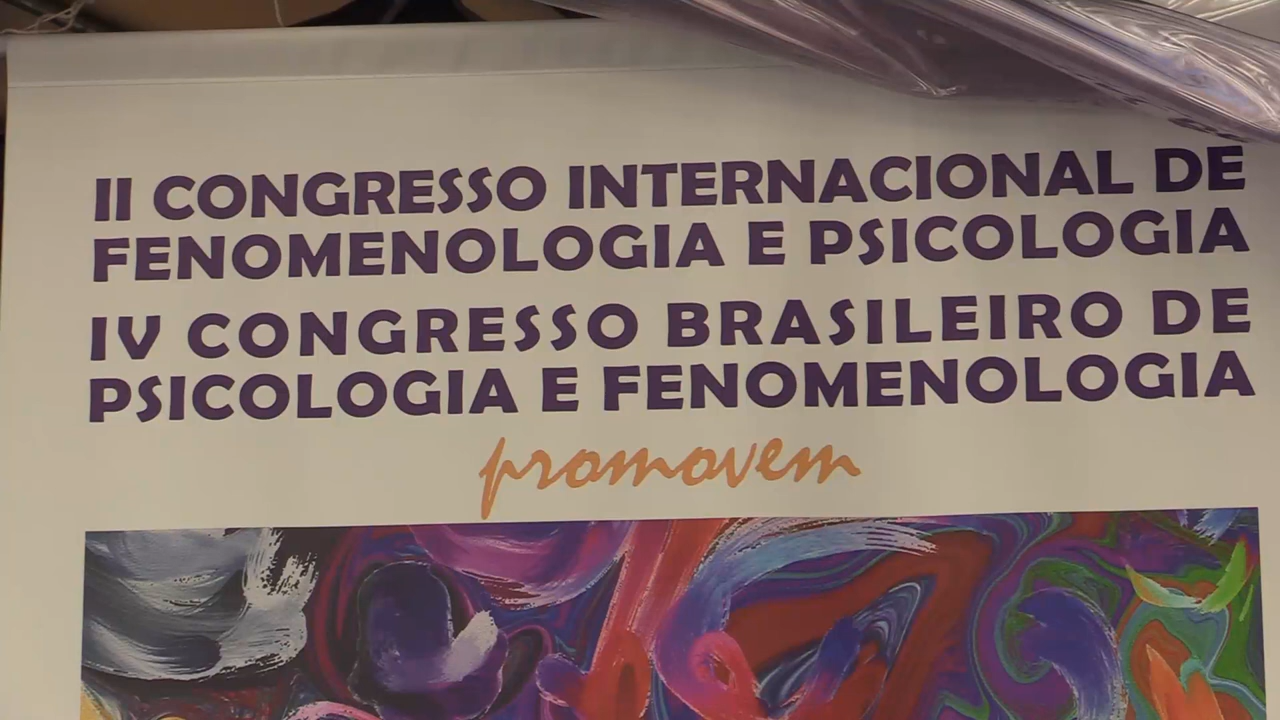 II CONGRESSO INTERNACIONAL DE
FENOMENOLOGIA E PSICOLOGIA
IV CONGRESSO BRASILEIRO DE
PSICOLOGIA E FENOMENOLOGIA
promovem